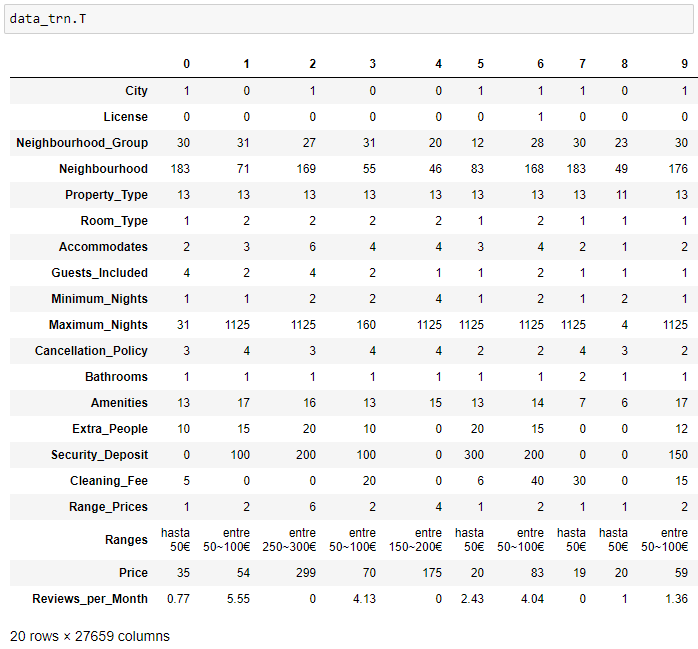 data_trn.T
0 1 2 3 4 5 6 7 8 9
City 1 0 1 0 0 1 1 1 0 1
License 0 0 0 0 0 0 1 0 0 0
Neighbourhood_Group 30 31 27 31 20 12 28 30 23 30
Neighbourhood 183 71 169 55 46 83 168 183 49 176
Property_Type 13 13 13 13 13 13 13 13 11 13
Room_Type 1 2 2 2 2 1 2 1 1 1
Accommodates 2 3 6 4 4 3 4 2 1 2
Guests_Included 4 2 4 2 1 1 2 1 1 1
Minimum_Nights 1 1 2 2 4 1 2 1 2 1
Maximum_Nights 31 1125 1125 160 1125 1125 1125 1125 4 1125
Cancellation_Policy 3 4 3 4 4 2 2 4 3 2
Bathrooms 1 1 1 1 1 1 1 2 1 1
Amenities 13 17 16 13 15 13 14 7 6 17
Extra_People 10 15 20 10 0 20 15 0 0 12
Security_Deposit 0 100 200 100 0 300 200 0 0 150
Cleaning_Fee 5 0 0 20 0 6 40 30 0 15
Range_Prices 1 2 6 2 4 1 2 1 1 2
Ranges hasta entre entre entre entre hasta entre hasta hasta entre
50€ 50~100€ 250~300€ 50~100€ 150~200€ 50€ 50~100€ 50€ 50€ 50~100€
Price 35 54 299 70 175 20 83 19 20 59
Reviews_per_Month 0.77 5.55 0 4.13 0 2.43 4.04 0 1 1.36
20 rows × 27659 columns